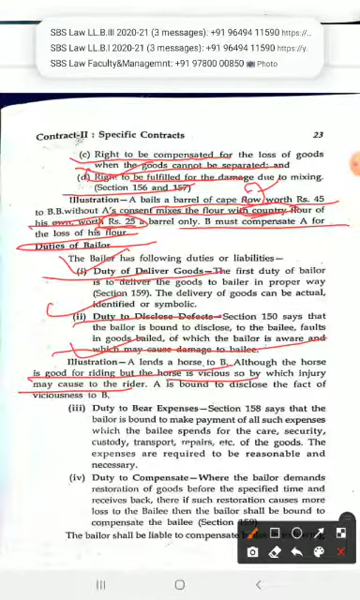 SBS Law LL.B.III 2020-21 (3 messages): +91 96494 11590 https://..
SBS Law LL.B.I 2020-21 (3 messages): +91 96494 11590 https://y.
SBS Law Faculty&Managemnt: +91 97800 00850 Photo
Contract-II : Specific Contracts 23
(c) Right to be compensated for the loss of goods
when the goods cannot be separated; and
(d) Right to be fulfilled for the damage due to mixing.
(Section 156 and 157)
Illustration—A bails a barrel of cape flow worth Rs. 45
to B.B.without A's consent mixes the flour with country flour of
his own worth Rs. 25 a barrel only. B must compensate A for
the loss of his flour.
Duties of Bailor
The Bailor has following duties or liabilities—
(i) Duty of Deliver Goods—The first duty of bailor
is to deliver the goods to bailer in proper way
(Section 159). The delivery of goods can be actual,
identified or symbolic.
(ii) Duty to Disclose Defects—Section 150 says that
the bailor is bound to disclose, to the bailee, faults
in goods bailed, of which the bailor is aware and
which may cause damage to bailee.
Illustration—A lends a horse to B. Although the horse
is good for riding but the horse is vicious so by which injury
may cause to the rider. A is bound to disclose the fact of
viciousness to B.
(iii) Duty to Bear Expenses—Section 158 says that
the bailor is bound to make payment of all such expenses
which the bailee spends for the care, security,
custody, transport, repairs, etc. of the goods. The
expenses are required to be reasonable and
necessary.
(iv) Duty to Compensate—Where the bailor demands
restoration of goods before the specified time and
receives back, there if such restoration causes more
loss to the Bailee then the bailor shall be bound to
compensate the bailee (Section
The bailor shall be liable to compensate